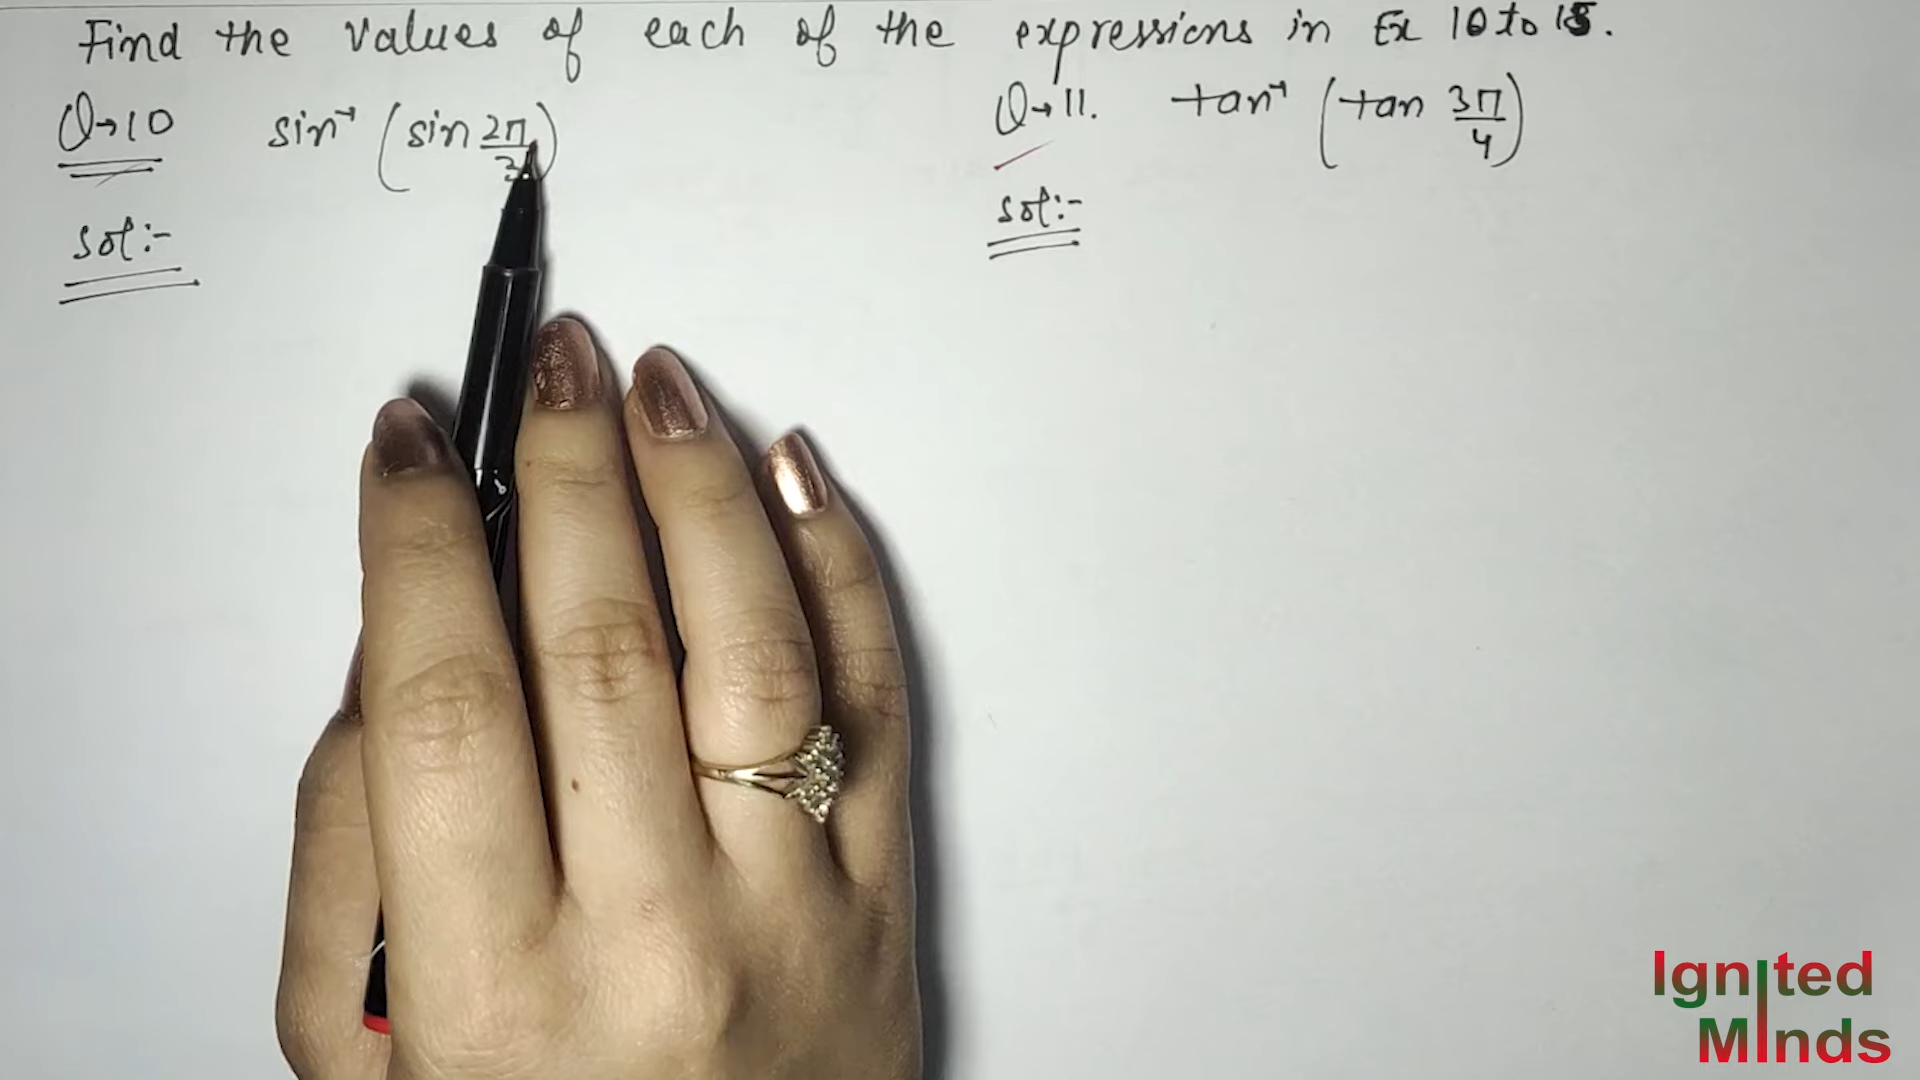 Find the values of each of the expressions in Ex 10 to 15.
Q→10 sin⁻¹ (sin 2π/3)
Q→11. tan⁻¹ (tan 3π/4)
Sol:-
Sol:-
Ignited
Minds